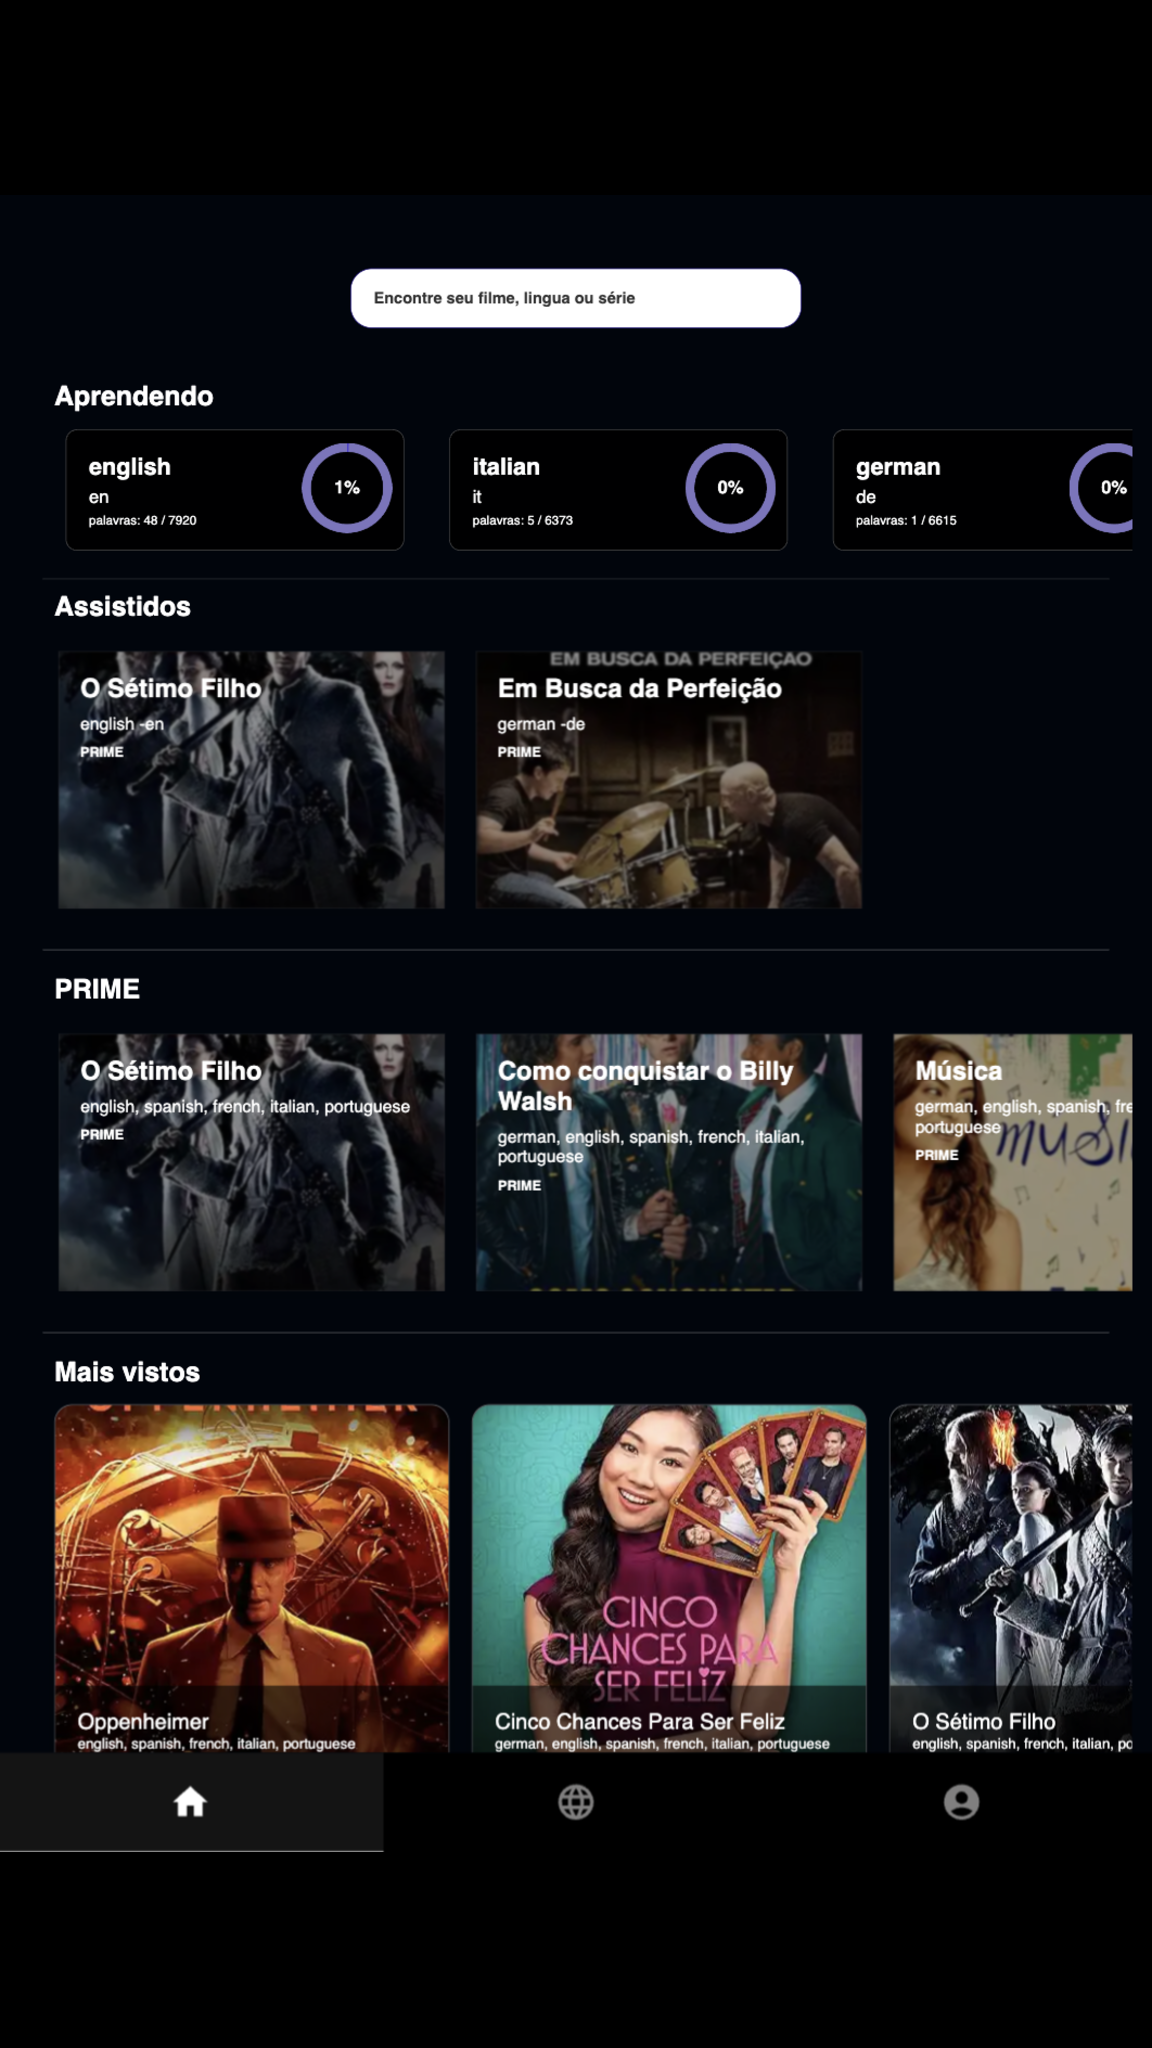 Encontre seu filme, lingua ou série
Aprendendo
english
en
palavras: 48 / 7920
1%
italian
it
palavras: 5 / 6373
0%
german
de
palavras: 1 / 6615
0%
Assistidos
O Sétimo Filho
english -en
PRIME
EM BUSCA DA PERFEIÇÃO
Em Busca da Perfeição
german -de
PRIME
PRIME
O Sétimo Filho
english, spanish, french, italian, portuguese
PRIME
Como conquistar o Billy
Walsh
german, english, spanish, french, italian,
portuguese
PRIME
Música
german, english, spanish, fre
portuguese
PRIME
Mais vistos
OPPENHEIMER
Oppenheimer
english, spanish, french, italian, portuguese
CINCO
CHANCES PARA
SER FELIZ
Cinco Chances Para Ser Feliz
german, english, spanish, french, italian, portuguese
O Sétimo Filho
english, spanish, french, italian, po